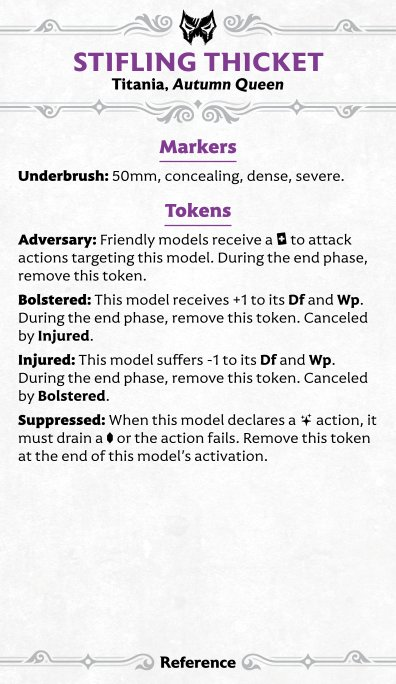 STIFLING THICKET
Titania, Autumn Queen
Markers
Underbrush: 50mm, concealing, dense, severe.
Tokens
Adversary: Friendly models receive a to attack
actions targeting this model. During the end phase,
remove this token.
Bolstered: This model receives +1 to its Df and Wp.
During the end phase, remove this token. Canceled
by Injured.
Injured: This model suffers -1 to its Df and Wp.
During the end phase, remove this token. Canceled
by Bolstered.
Suppressed: When this model declares a action, it
must drain a or the action fails. Remove this token
at the end of this model’s activation.
Reference